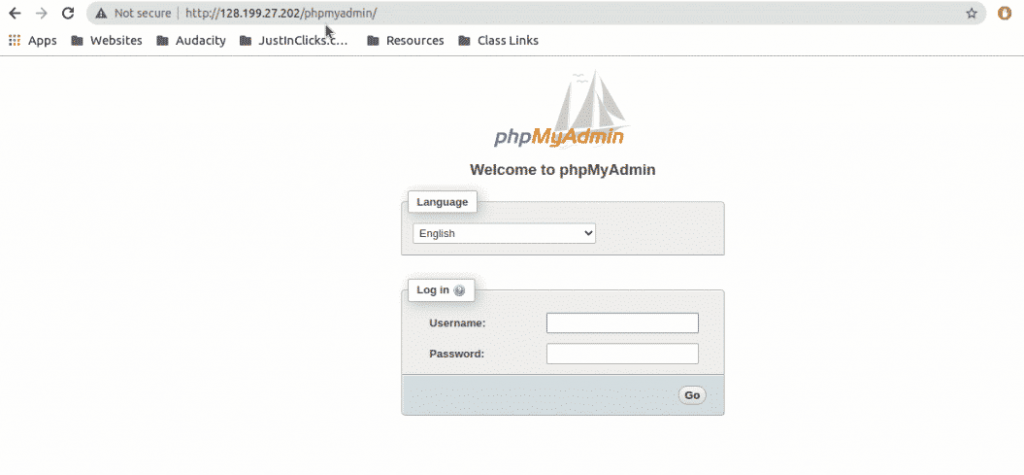 Not secure | http://128.199.27.202/phpmyadmin/
Apps Websites Audacity JustInClicks.c... Resources Class Links
phpMyAdmin
Welcome to phpMyAdmin
Language
English
Log in
Username:
Password:
Go